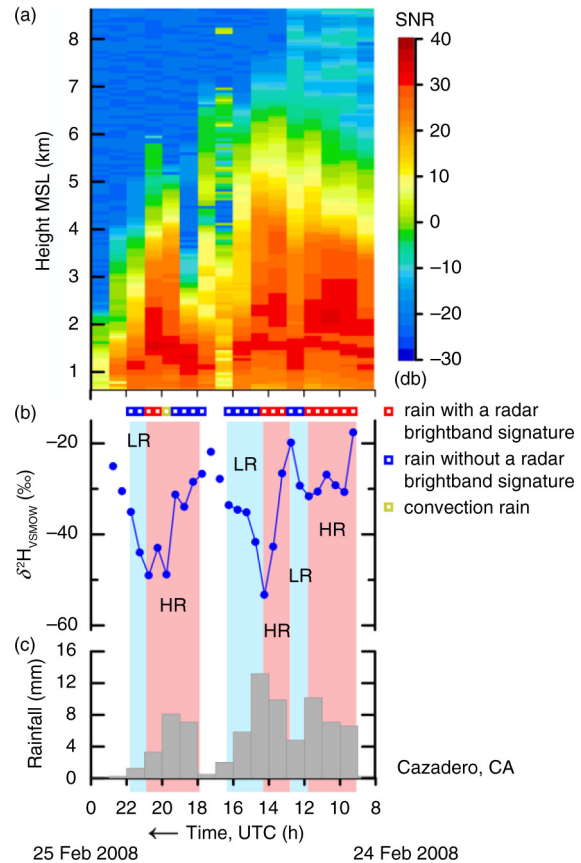 (a)
SNR
8
7
6
5
4
3
2
1
Height MSL (km)
40
30
20
10
0
−10
−20
−30
(db)
(b)
−20
−40
−60
δ²H_VSMOW (‰)
LR
HR
LR
HR
LR
HR
rain with a radar
brightband signature
rain without a radar
brightband signature
convection rain
(c)
16
12
8
4
0
Rainfall (mm)
Cazadero, CA
0 22 20 18 16 14 12 10 8
← Time, UTC (h)
25 Feb 2008
24 Feb 2008